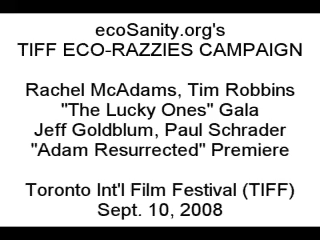 ecoSanity.org's
TIFF ECO-RAZZIES CAMPAIGN
Rachel McAdams, Tim Robbins
"The Lucky Ones" Gala
Jeff Goldblum, Paul Schrader
"Adam Resurrected" Premiere
Toronto Int'l Film Festival (TIFF)
Sept. 10, 2008